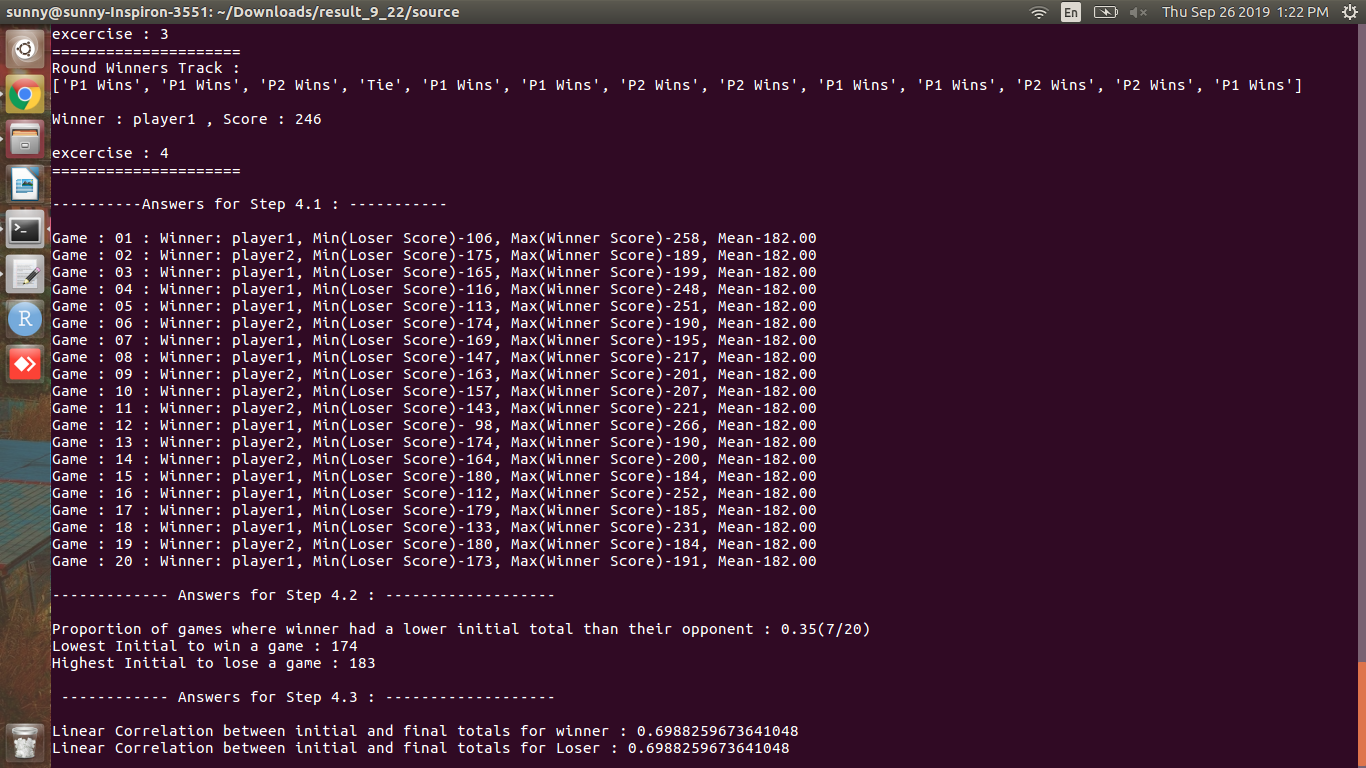 sunny@sunny-Inspiron-3551: ~/Downloads/result_9_22/source
En
Thu Sep 26 2019 1:22 PM
excercise : 3
=====================
Round Winners Track :
['P1 Wins', 'P1 Wins', 'P2 Wins', 'Tie', 'P1 Wins', 'P1 Wins', 'P2 Wins', 'P2 Wins', 'P1 Wins', 'P1 Wins', 'P2 Wins', 'P2 Wins', 'P1 Wins']
Winner : player1 , Score : 246
excercise : 4
=====================
----------Answers for Step 4.1 : -----------
Game : 01 : Winner: player1, Min(Loser Score)-106, Max(Winner Score)-258, Mean-182.00
Game : 02 : Winner: player2, Min(Loser Score)-175, Max(Winner Score)-189, Mean-182.00
Game : 03 : Winner: player1, Min(Loser Score)-165, Max(Winner Score)-199, Mean-182.00
Game : 04 : Winner: player1, Min(Loser Score)-116, Max(Winner Score)-248, Mean-182.00
Game : 05 : Winner: player1, Min(Loser Score)-113, Max(Winner Score)-251, Mean-182.00
Game : 06 : Winner: player2, Min(Loser Score)-174, Max(Winner Score)-190, Mean-182.00
Game : 07 : Winner: player1, Min(Loser Score)-169, Max(Winner Score)-195, Mean-182.00
Game : 08 : Winner: player1, Min(Loser Score)-147, Max(Winner Score)-217, Mean-182.00
Game : 09 : Winner: player2, Min(Loser Score)-163, Max(Winner Score)-201, Mean-182.00
Game : 10 : Winner: player2, Min(Loser Score)-157, Max(Winner Score)-207, Mean-182.00
Game : 11 : Winner: player2, Min(Loser Score)-143, Max(Winner Score)-221, Mean-182.00
Game : 12 : Winner: player1, Min(Loser Score)- 98, Max(Winner Score)-266, Mean-182.00
Game : 13 : Winner: player2, Min(Loser Score)-174, Max(Winner Score)-190, Mean-182.00
Game : 14 : Winner: player2, Min(Loser Score)-164, Max(Winner Score)-200, Mean-182.00
Game : 15 : Winner: player1, Min(Loser Score)-180, Max(Winner Score)-184, Mean-182.00
Game : 16 : Winner: player1, Min(Loser Score)-112, Max(Winner Score)-252, Mean-182.00
Game : 17 : Winner: player1, Min(Loser Score)-179, Max(Winner Score)-185, Mean-182.00
Game : 18 : Winner: player1, Min(Loser Score)-133, Max(Winner Score)-231, Mean-182.00
Game : 19 : Winner: player2, Min(Loser Score)-180, Max(Winner Score)-184, Mean-182.00
Game : 20 : Winner: player1, Min(Loser Score)-173, Max(Winner Score)-191, Mean-182.00
------------- Answers for Step 4.2 : -------------------
Proportion of games where winner had a lower initial total than their opponent : 0.35(7/20)
Lowest Initial to win a game : 174
Highest Initial to lose a game : 183
------------ Answers for Step 4.3 : -------------------
Linear Correlation between initial and final totals for winner : 0.6988259673641048
Linear Correlation between initial and final totals for Loser : 0.6988259673641048
R